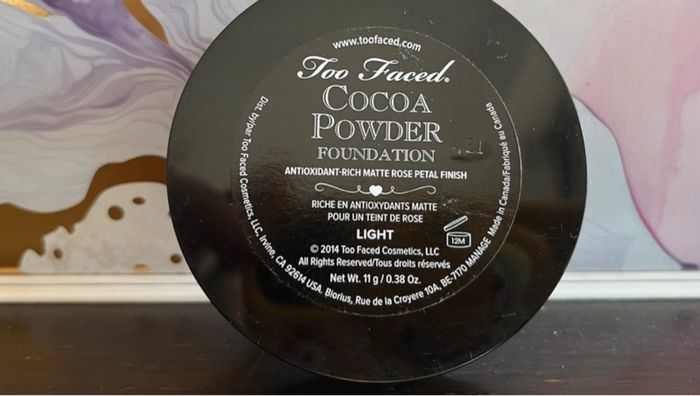 www.toofaced.com
Too Faced.
COCOA
POWDER
FOUNDATION
ANTIOXIDANT-RICH MATTE ROSE PETAL FINISH
RICHE EN ANTIOXYDANTS MATTE
POUR UN TEINT DE ROSE
LIGHT
12M
© 2014 Too Faced Cosmetics, LLC
All Rights Reserved/Tous droits réservés
Net Wt. 11 g / 0.38 Oz.
Dist. by/par Too Faced Cosmetics, LLC, Irvine, CA 92614 USA. Biorius, Rue de la Croyere 10A, BE-7170 MANAGE Made in Canada/Fabriqué au Canada